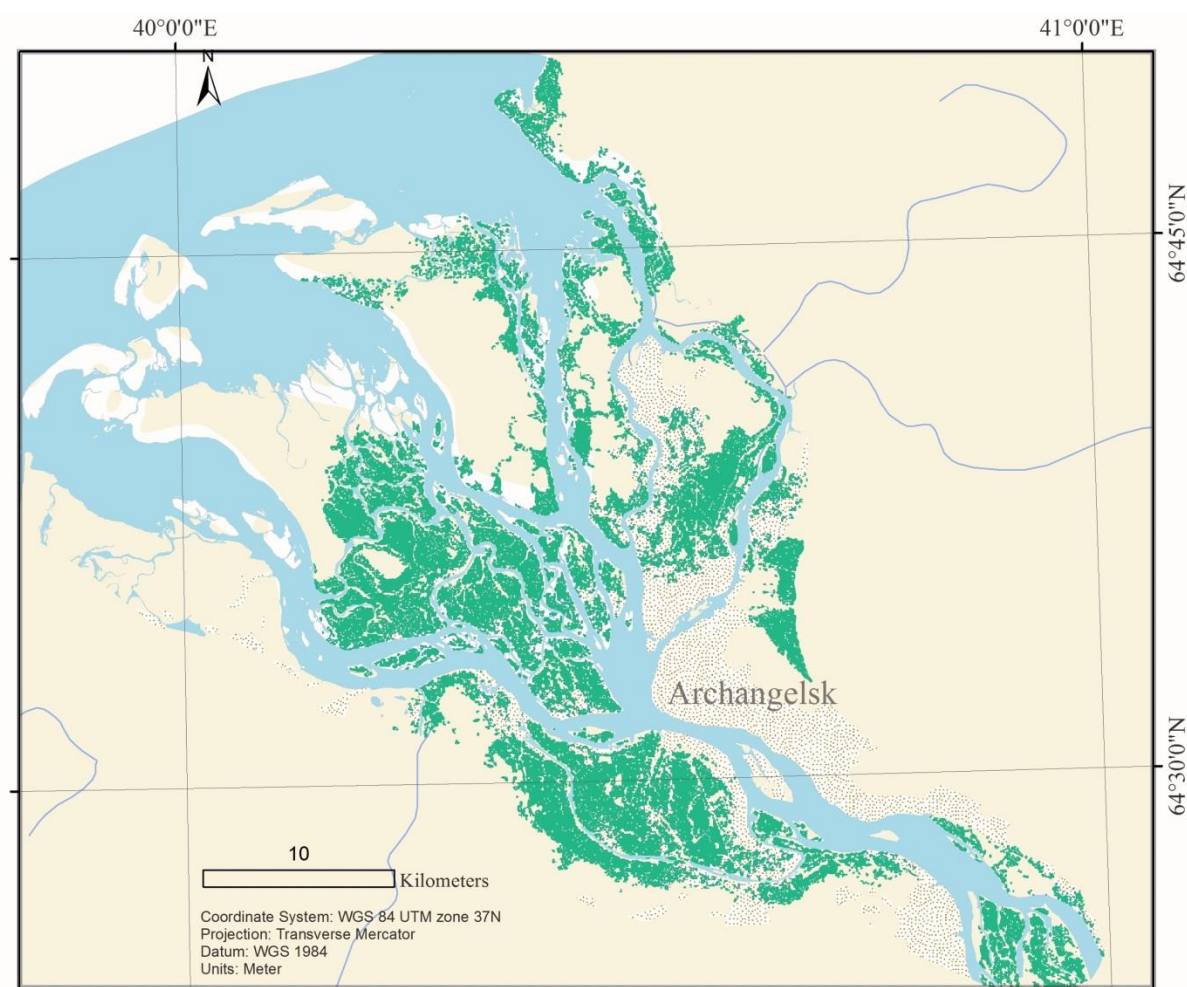 40°0'0"E
41°0'0"E
N
64°45'0"N
Archangelsk
64°30'0"N
10
Kilometers
Coordinate System: WGS 84 UTM zone 37N
Projection: Transverse Mercator
Datum: WGS 1984
Units: Meter